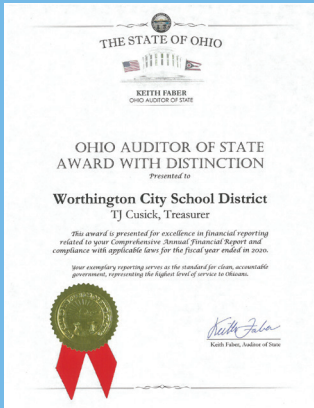 THE STATE OF OHIO
KEITH FABER
OHIO AUDITOR OF STATE
OHIO AUDITOR OF STATE
AWARD WITH DISTINCTION
Presented to
Worthington City School District
TJ Cusick, Treasurer
This award is presented for excellence in financial reporting
related to your Comprehensive Annual Financial Report and
compliance with applicable laws for the fiscal year ended in 2020.
Your exemplary reporting serves as the standard for clean, accountable
government, representing the highest level of service to Ohioans.
Keith Faber
Keith Faber, Auditor of State